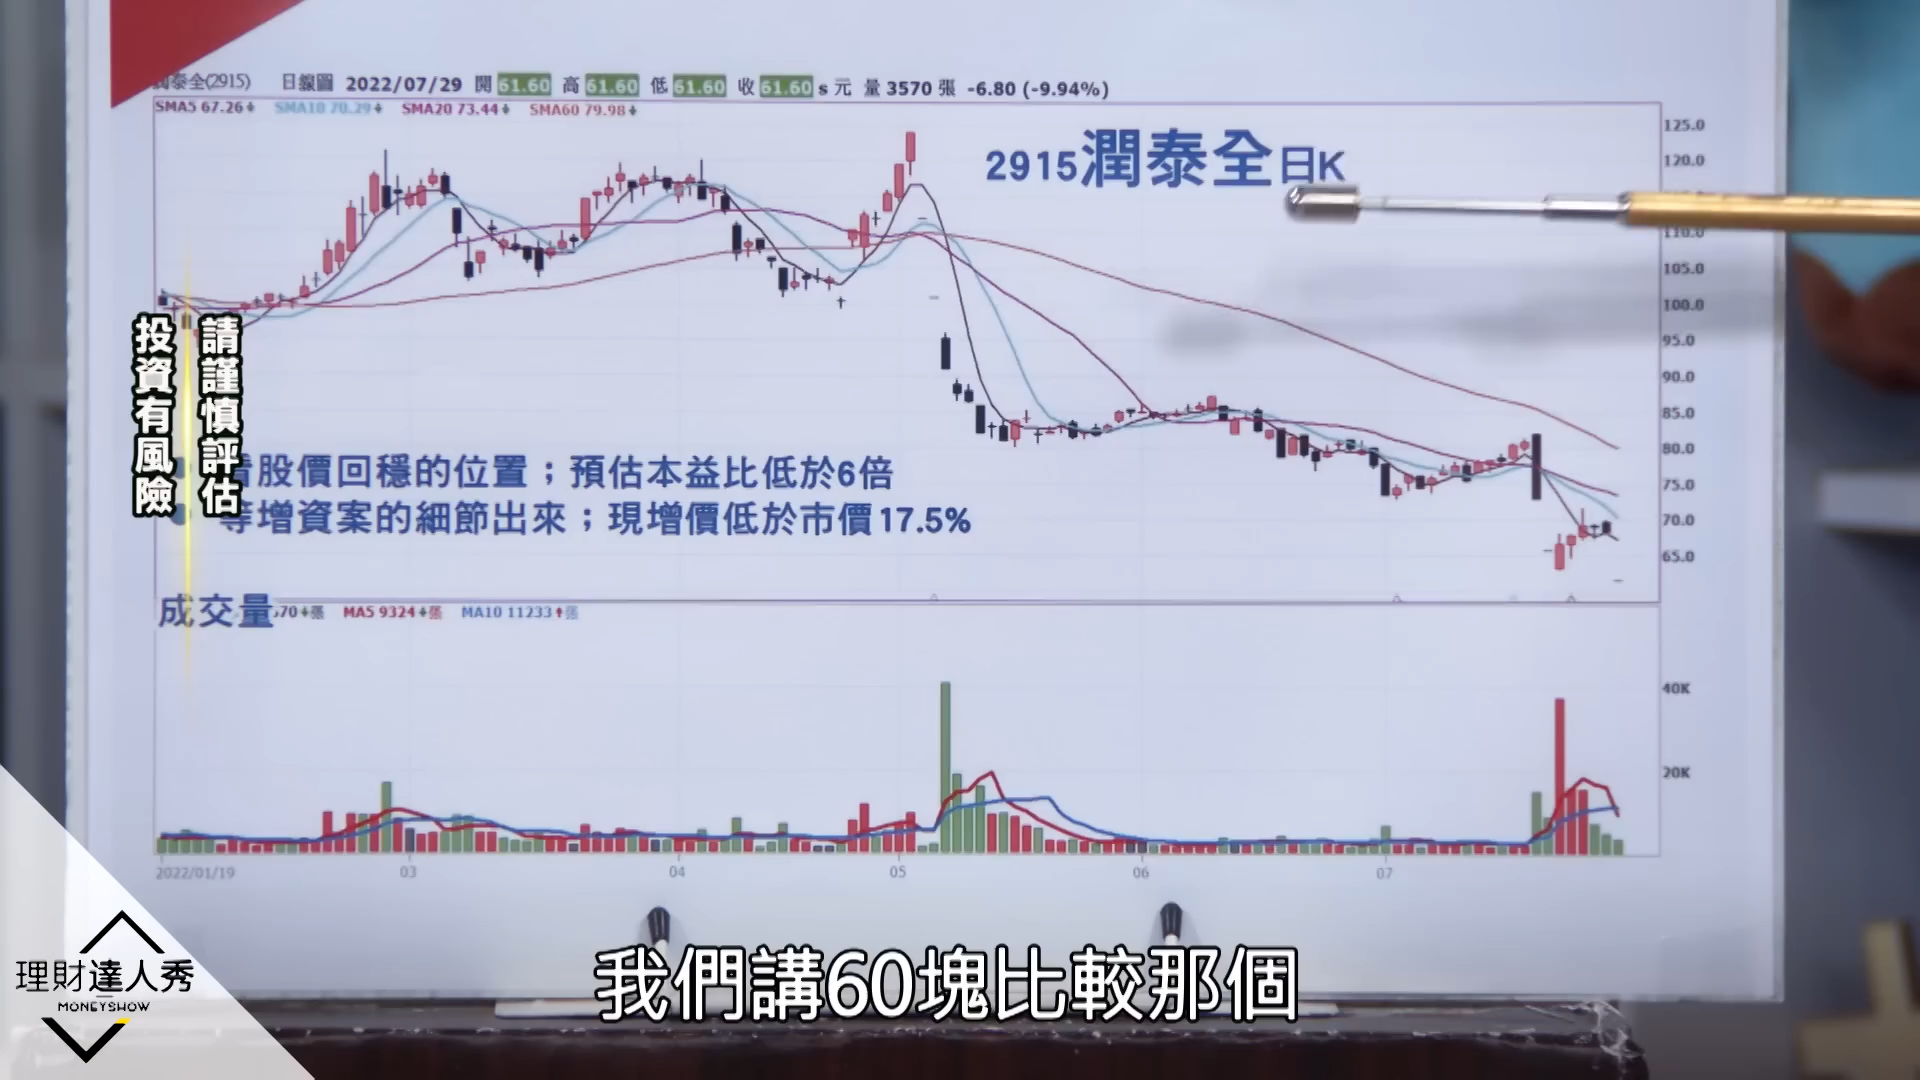 潤泰全(2915) 日線圖 2022/07/29 開 61.60 高 61.60 低 61.60 收 61.60 s 元 量 3570 張 -6.80 (-9.94%)
SMA5 67.26↓ SMA10 70.29↓ SMA20 73.44↓ SMA60 79.98↓
2915潤泰全日K
125.0
120.0
110.0
105.0
100.0
95.0
90.0
85.0
80.0
75.0
70.0
65.0
請謹慎評估
投資有風險
看股價回穩的位置；預估本益比低於6倍
等增資案的細節出來；現增價低於市價17.5%
成交量 70↓張 MA5 9324↓張 MA10 11233↑張
40K
20K
2022/01/19 03 04 05 06 07
理財達人秀
MONEYSHOW
我們講60塊比較那個